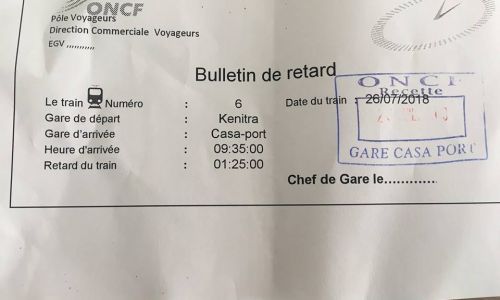 ONCF
Pôle Voyageurs
Direction Commerciale Voyageurs
EGV ,,,,,,,,,,
Bulletin de retard
Le train Numéro : 6 Date du train : 26/07/2018
Gare de départ : Kenitra
Gare d'arrivée : Casa-port
Heure d'arrivée : 09:35:00
Retard du train : 01:25:00
Chef de Gare le..............
ONCF
Recette
GARE CASA PORT